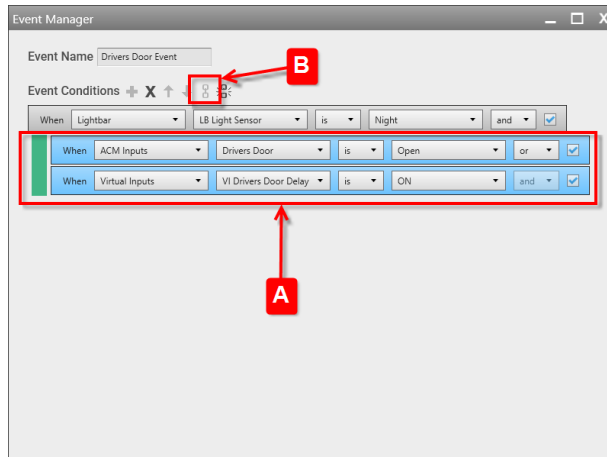 Event Manager
Event Name Drivers Door Event
B
Event Conditions
When Lightbar LB Light Sensor is Night and
When ACM Inputs Drivers Door is Open or
When Virtual Inputs VI Drivers Door Delay is ON and
A